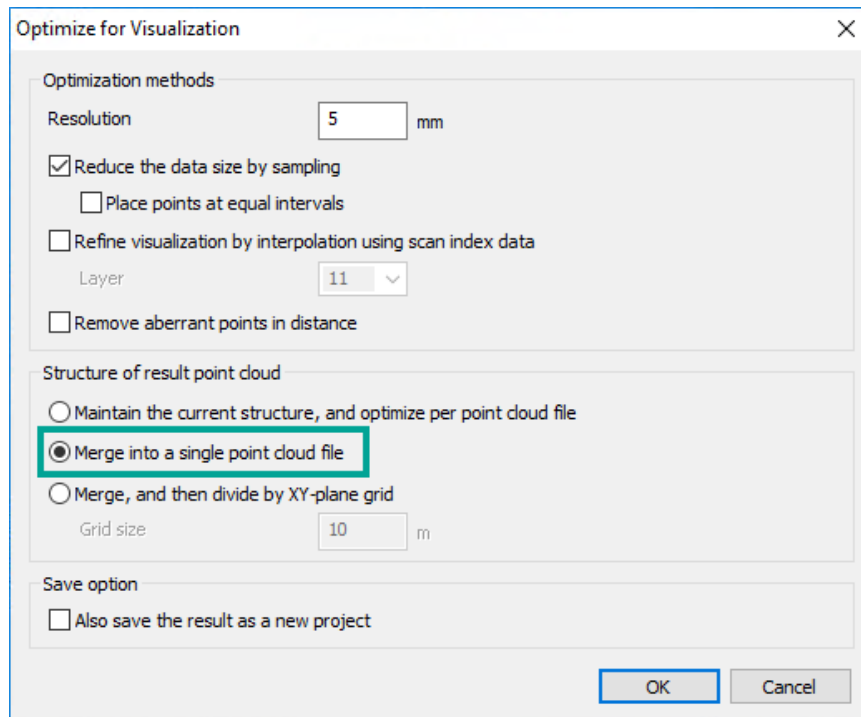 Optimize for Visualization
Optimization methods
Resolution 5 mm
Reduce the data size by sampling
Place points at equal intervals
Refine visualization by interpolation using scan index data
Layer 11
Remove aberrant points in distance
Structure of result point cloud
Maintain the current structure, and optimize per point cloud file
Merge into a single point cloud file
Merge, and then divide by XY-plane grid
Grid size 10 m
Save option
Also save the result as a new project
OK Cancel